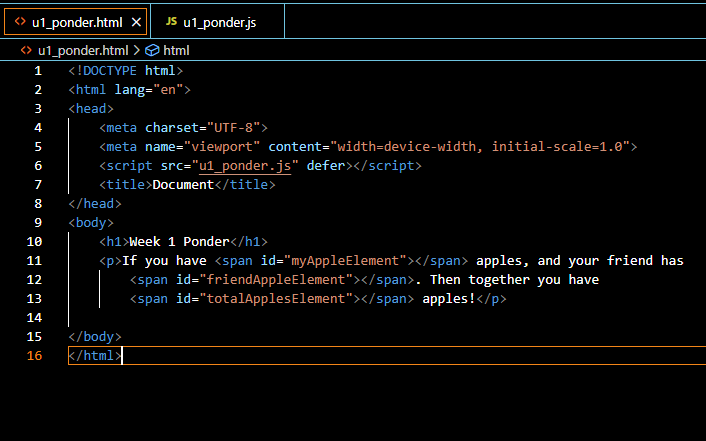 <> u1_ponder.html × JS u1_ponder.js
<> u1_ponder.html > html
1 <!DOCTYPE html>
2 <html lang="en">
3 <head>
4     <meta charset="UTF-8">
5     <meta name="viewport" content="width=device-width, initial-scale=1.0">
6     <script src="u1_ponder.js" defer></script>
7     <title>Document</title>
8 </head>
9 <body>
10     <h1>Week 1 Ponder</h1>
11     <p>If you have <span id="myAppleElement"></span> apples, and your friend has
12         <span id="friendAppleElement"></span>. Then together you have
13         <span id="totalApplesElement"></span> apples!</p>
14
15 </body>
16 </html>